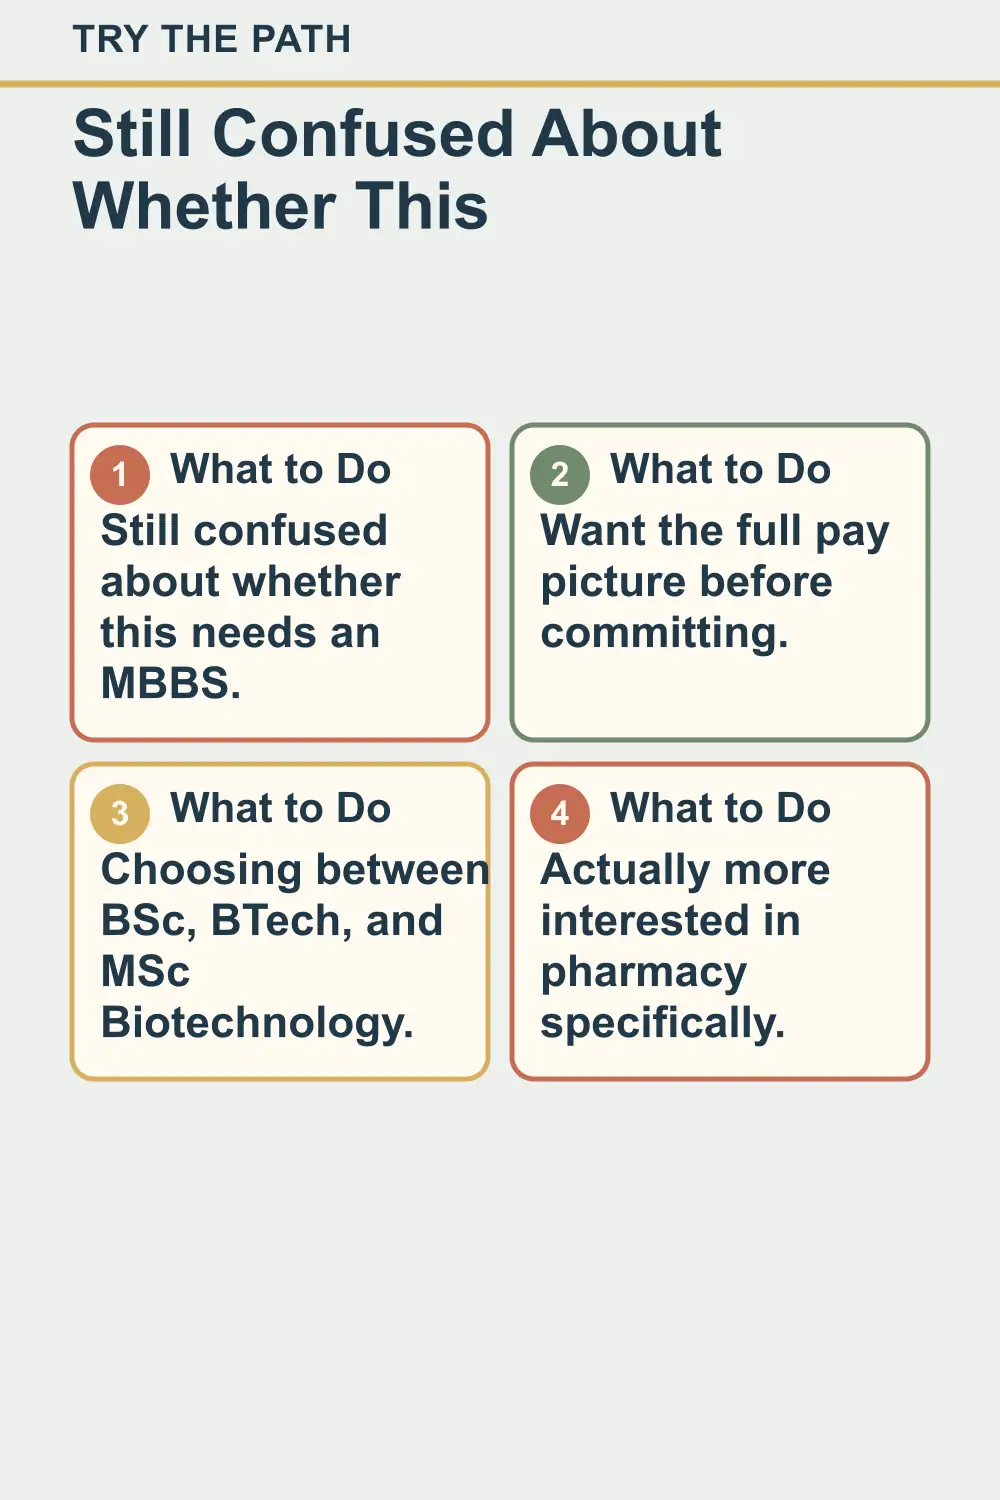 TRY THE PATH
Still Confused About
Whether This
1 What to Do
Still confused
about whether
this needs an
MBBS.
2 What to Do
Want the full pay
picture before
committing.
3 What to Do
Choosing between
BSc, BTech, and
MSc
Biotechnology.
4 What to Do
Actually more
interested in
pharmacy
specifically.